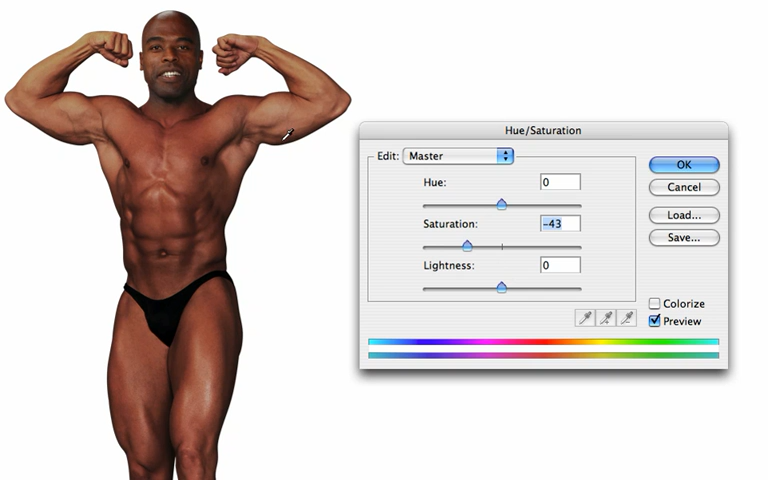 Hue/Saturation
Edit: Master
Hue: 0
Saturation: -43
Lightness: 0
OK
Cancel
Load...
Save...
Colorize
Preview